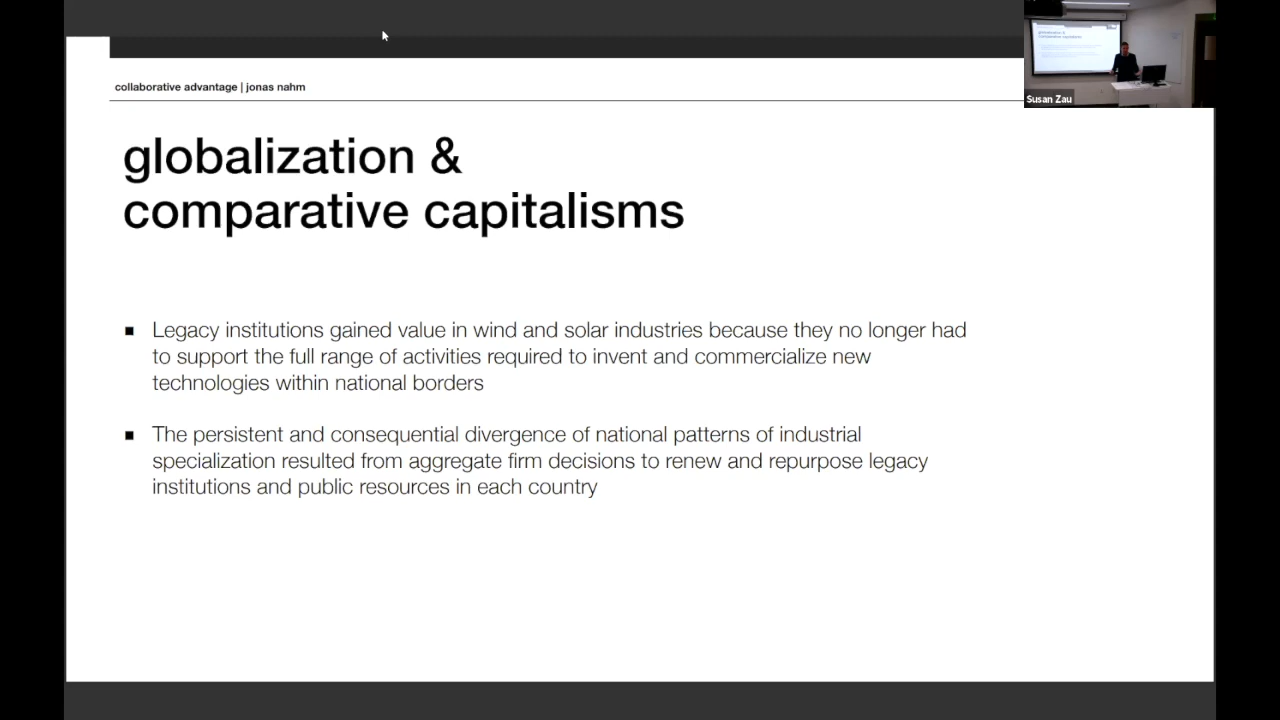 collaborative advantage | jonas nahm
Susan Zau
globalization &
comparative capitalisms
■ Legacy institutions gained value in wind and solar industries because they no longer had
to support the full range of activities required to invent and commercialize new
technologies within national borders
■ The persistent and consequential divergence of national patterns of industrial
specialization resulted from aggregate firm decisions to renew and repurpose legacy
institutions and public resources in each country